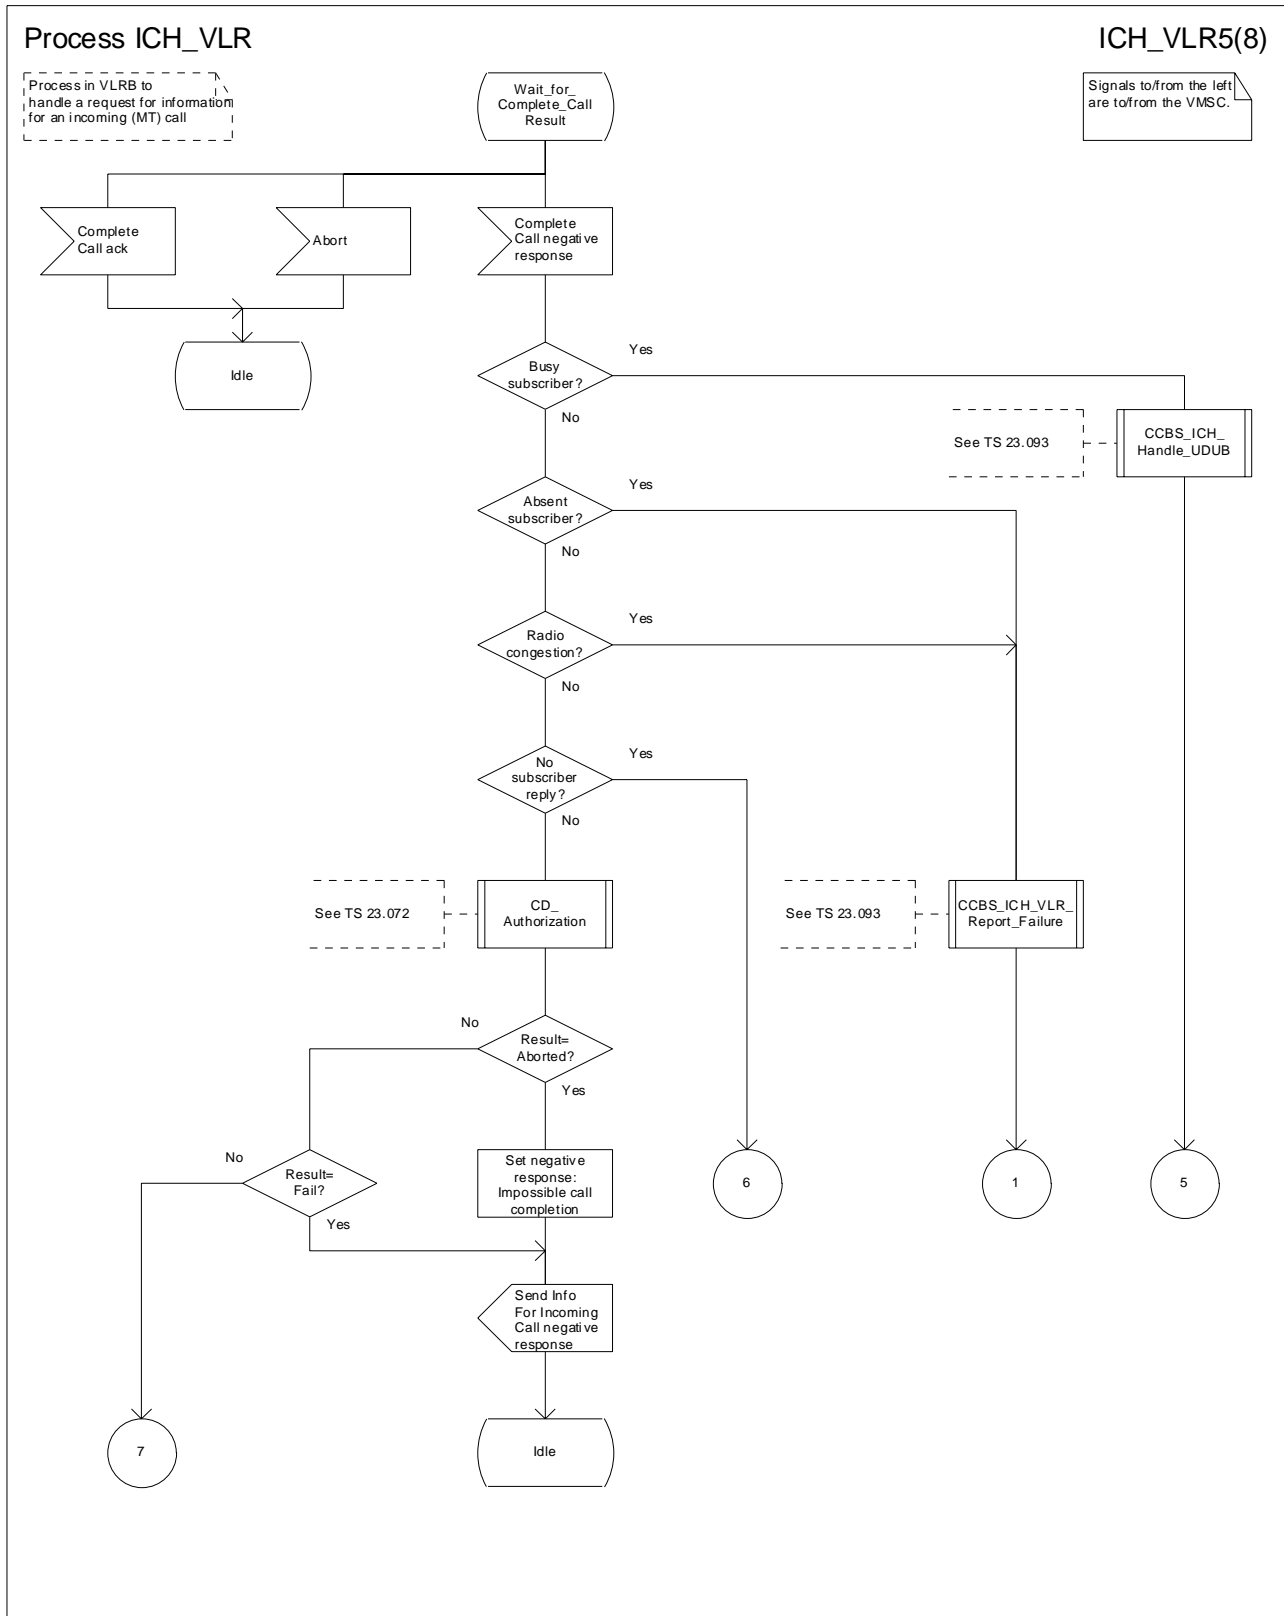 Process ICH_VLR
ICH_VLR5(8)
Process in VLRB to
handle a request for information
for an incoming (MT) call
Wait_for_
Complete_Call
Result
Signals to/from the left
are to/from the VMSC.
Complete
Call ack
Abort
Complete
Call negative
response
Idle
Busy
subscriber?
Yes
No
See TS 23.093
CCBS_ICH_
Handle_UDUB
Absent
subscriber?
Yes
No
Radio
congestion?
Yes
No
No
subscriber
reply?
Yes
No
See TS 23.072
CD_
Authorization
See TS 23.093
CCBS_ICH_VLR_
Report_Failure
No
Result=
Aborted?
Yes
No
Result=
Fail?
Yes
Set negative
response:
Impossible call
completion
6
1
5
Send Info
For Incoming
Call negative
response
7
Idle